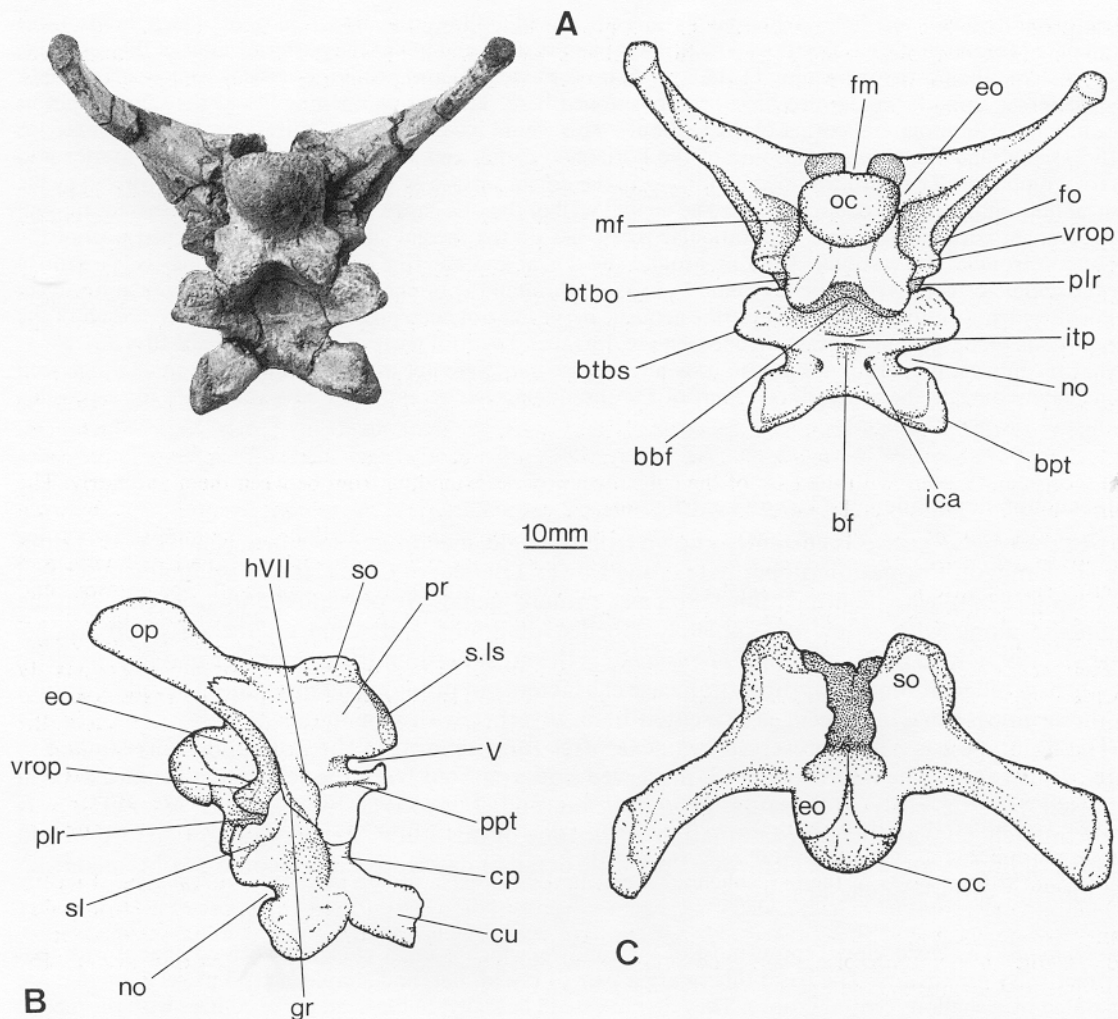 A
fm
eo
oc
fo
mf
vrop
btbo
plr
itp
btbs
no
bbf
bpt
ica
bf
10mm
hVII
so
pr
op
s.ls
so
eo
V
vrop
eo
plr
ppt
cp
oc
sl
cu
no
gr
B
C